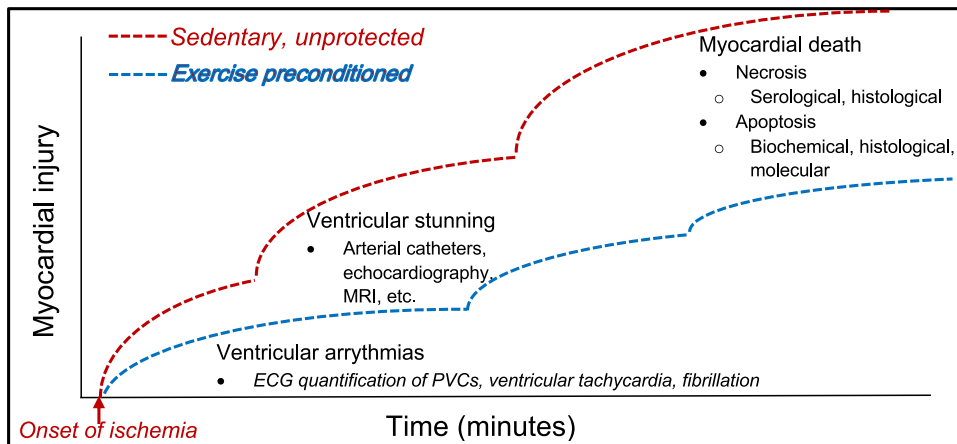 Sedentary, unprotected
Exercise preconditioned
Myocardial death
● Necrosis
○ Serological, histological
● Apoptosis
○ Biochemical, histological,
molecular
Myocardial injury
Ventricular stunning
● Arterial catheters,
echocardiography,
MRI, etc.
Ventricular arrythmias
● ECG quantification of PVCs, ventricular tachycardia, fibrillation
Onset of ischemia
Time (minutes)